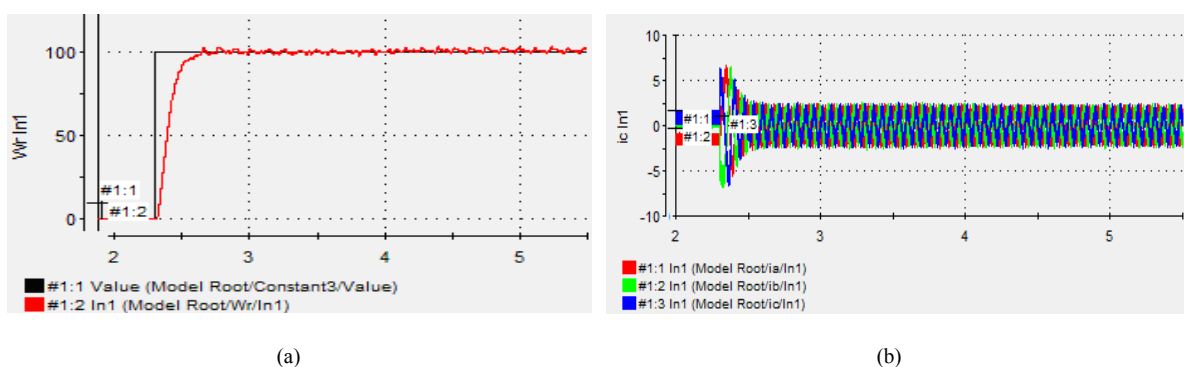 Wr In1
100
50
0
#1:1
#1:2
2
3
4
5
#1:1 Value (Model Root/Constant3/Value)
#1:2 In1 (Model Root/Wr/In1)
(a)
ic In1
10
5
0
-5
-10
#1:1
#1:2
#1:3
2
3
4
5
#1:1 In1 (Model Root/ia/In1)
#1:2 In1 (Model Root/ib/In1)
#1:3 In1 (Model Root/ic/In1)
(b)